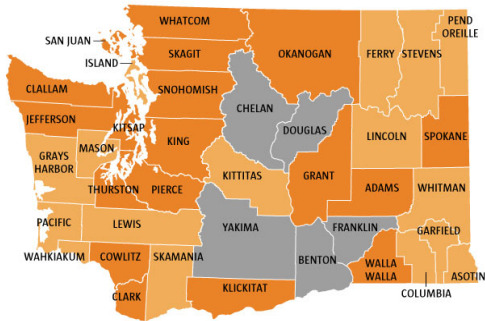 WHATCOM
PEND
OREILLE
SAN JUAN
SKAGIT
OKANOGAN
FERRY
STEVENS
ISLAND
CLALLAM
SNOHOMISH
CHELAN
JEFFERSON
KITSAP
DOUGLAS
KING
LINCOLN
SPOKANE
MASON
GRAYS
HARBOR
KITTITAS
GRANT
THURSTON
PIERCE
ADAMS
WHITMAN
PACIFIC
LEWIS
YAKIMA
FRANKLIN
GARFIELD
WAHKIAKUM
COWLITZ
SKAMANIA
BENTON
WALLA
WALLA
ASOTIN
KLICKITAT
CLARK
COLUMBIA